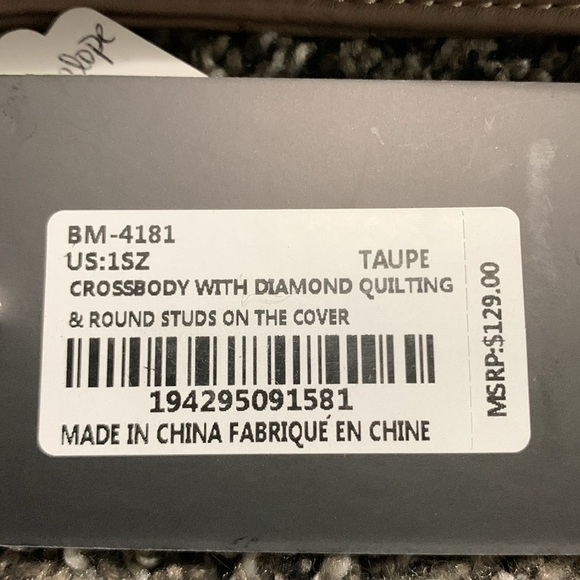 BM-4181
US:1SZ TAUPE
CROSSBODY WITH DIAMOND QUILTING
& ROUND STUDS ON THE COVER
194295091581
MADE IN CHINA FABRIQUÉ EN CHINE
MSRP:$129.00